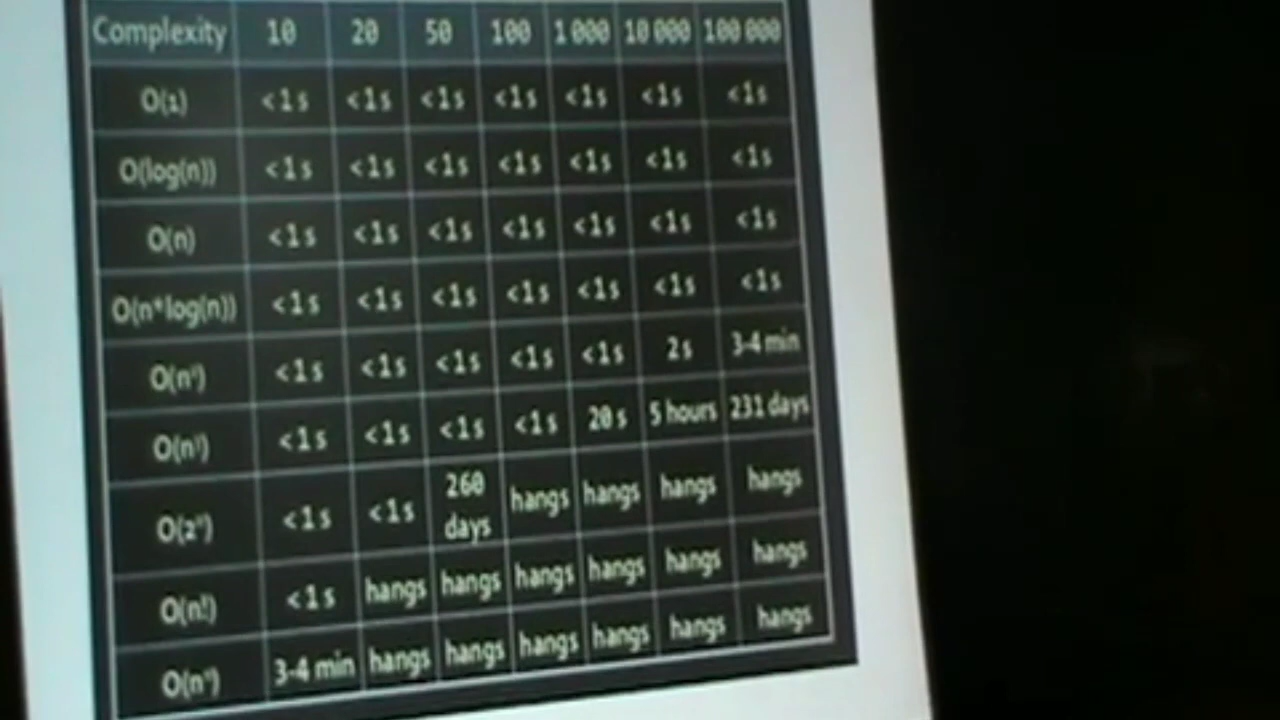 Complexity 10 20 50 100 1 000 10 000 100 000
O(1) <1s <1s <1s <1s <1s <1s <1s
O(log(n)) <1s <1s <1s <1s <1s <1s <1s
O(n) <1s <1s <1s <1s <1s <1s <1s
O(n*log(n)) <1s <1s <1s <1s <1s <1s <1s
O(n²) <1s <1s <1s <1s <1s 2s 3-4 min
O(n³) <1s <1s <1s <1s 20s 5 hours 231 days
O(2ⁿ) <1s <1s 260 days hangs hangs hangs hangs
O(n!) <1s hangs hangs hangs hangs hangs hangs
O(nⁿ) 3-4 min hangs hangs hangs hangs hangs hangs